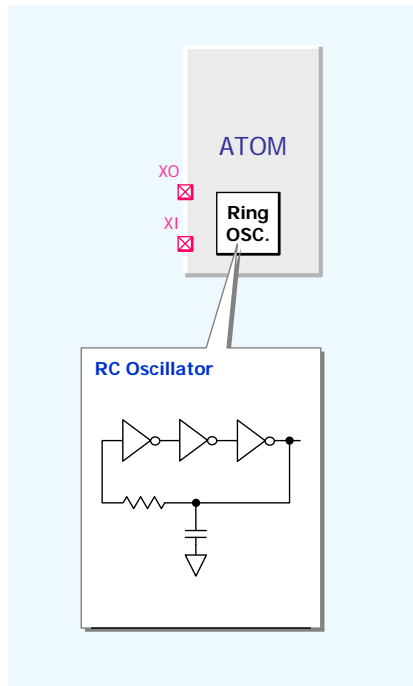 ATOM
XO
XI
Ring
OSC.
RC Oscillator